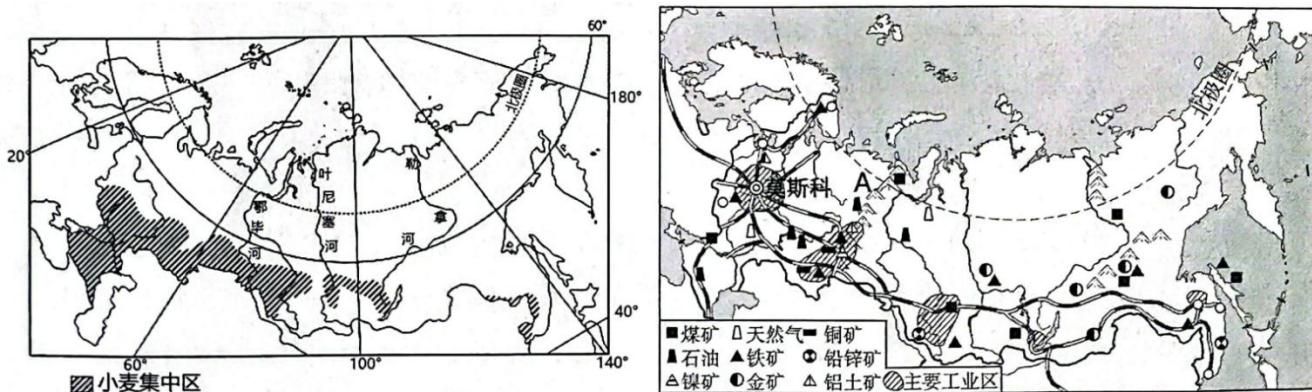 60°
180°
20°
北极圈
叶尼塞河
鄂毕河
勒拿河
40°
60°
100°
140°
小麦集中区
北极圈
莫斯科
A
煤矿 天然气 铜矿
石油 铁矿 铅锌矿
镍矿 金矿 铝土矿 主要工业区